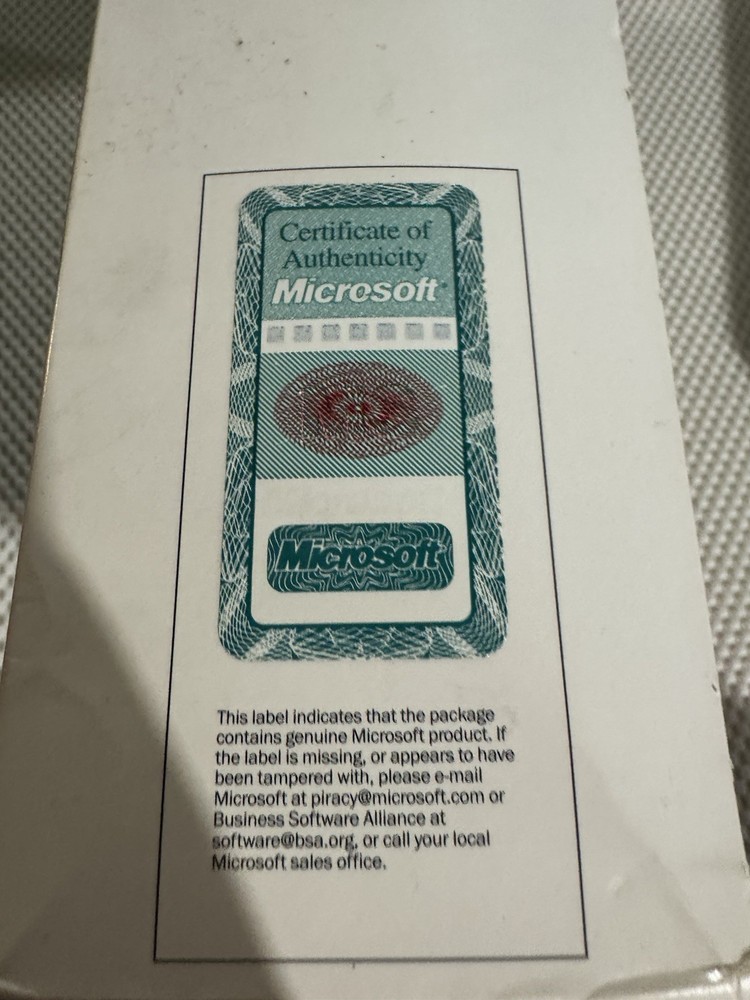 Certificate of
Authenticity
Microsoft
Microsoft
This label indicates that the package
contains genuine Microsoft product. If
the label is missing, or appears to have
been tampered with, please e-mail
Microsoft at piracy@microsoft.com or
Business Software Alliance at
software@bsa.org, or call your local
Microsoft sales office.